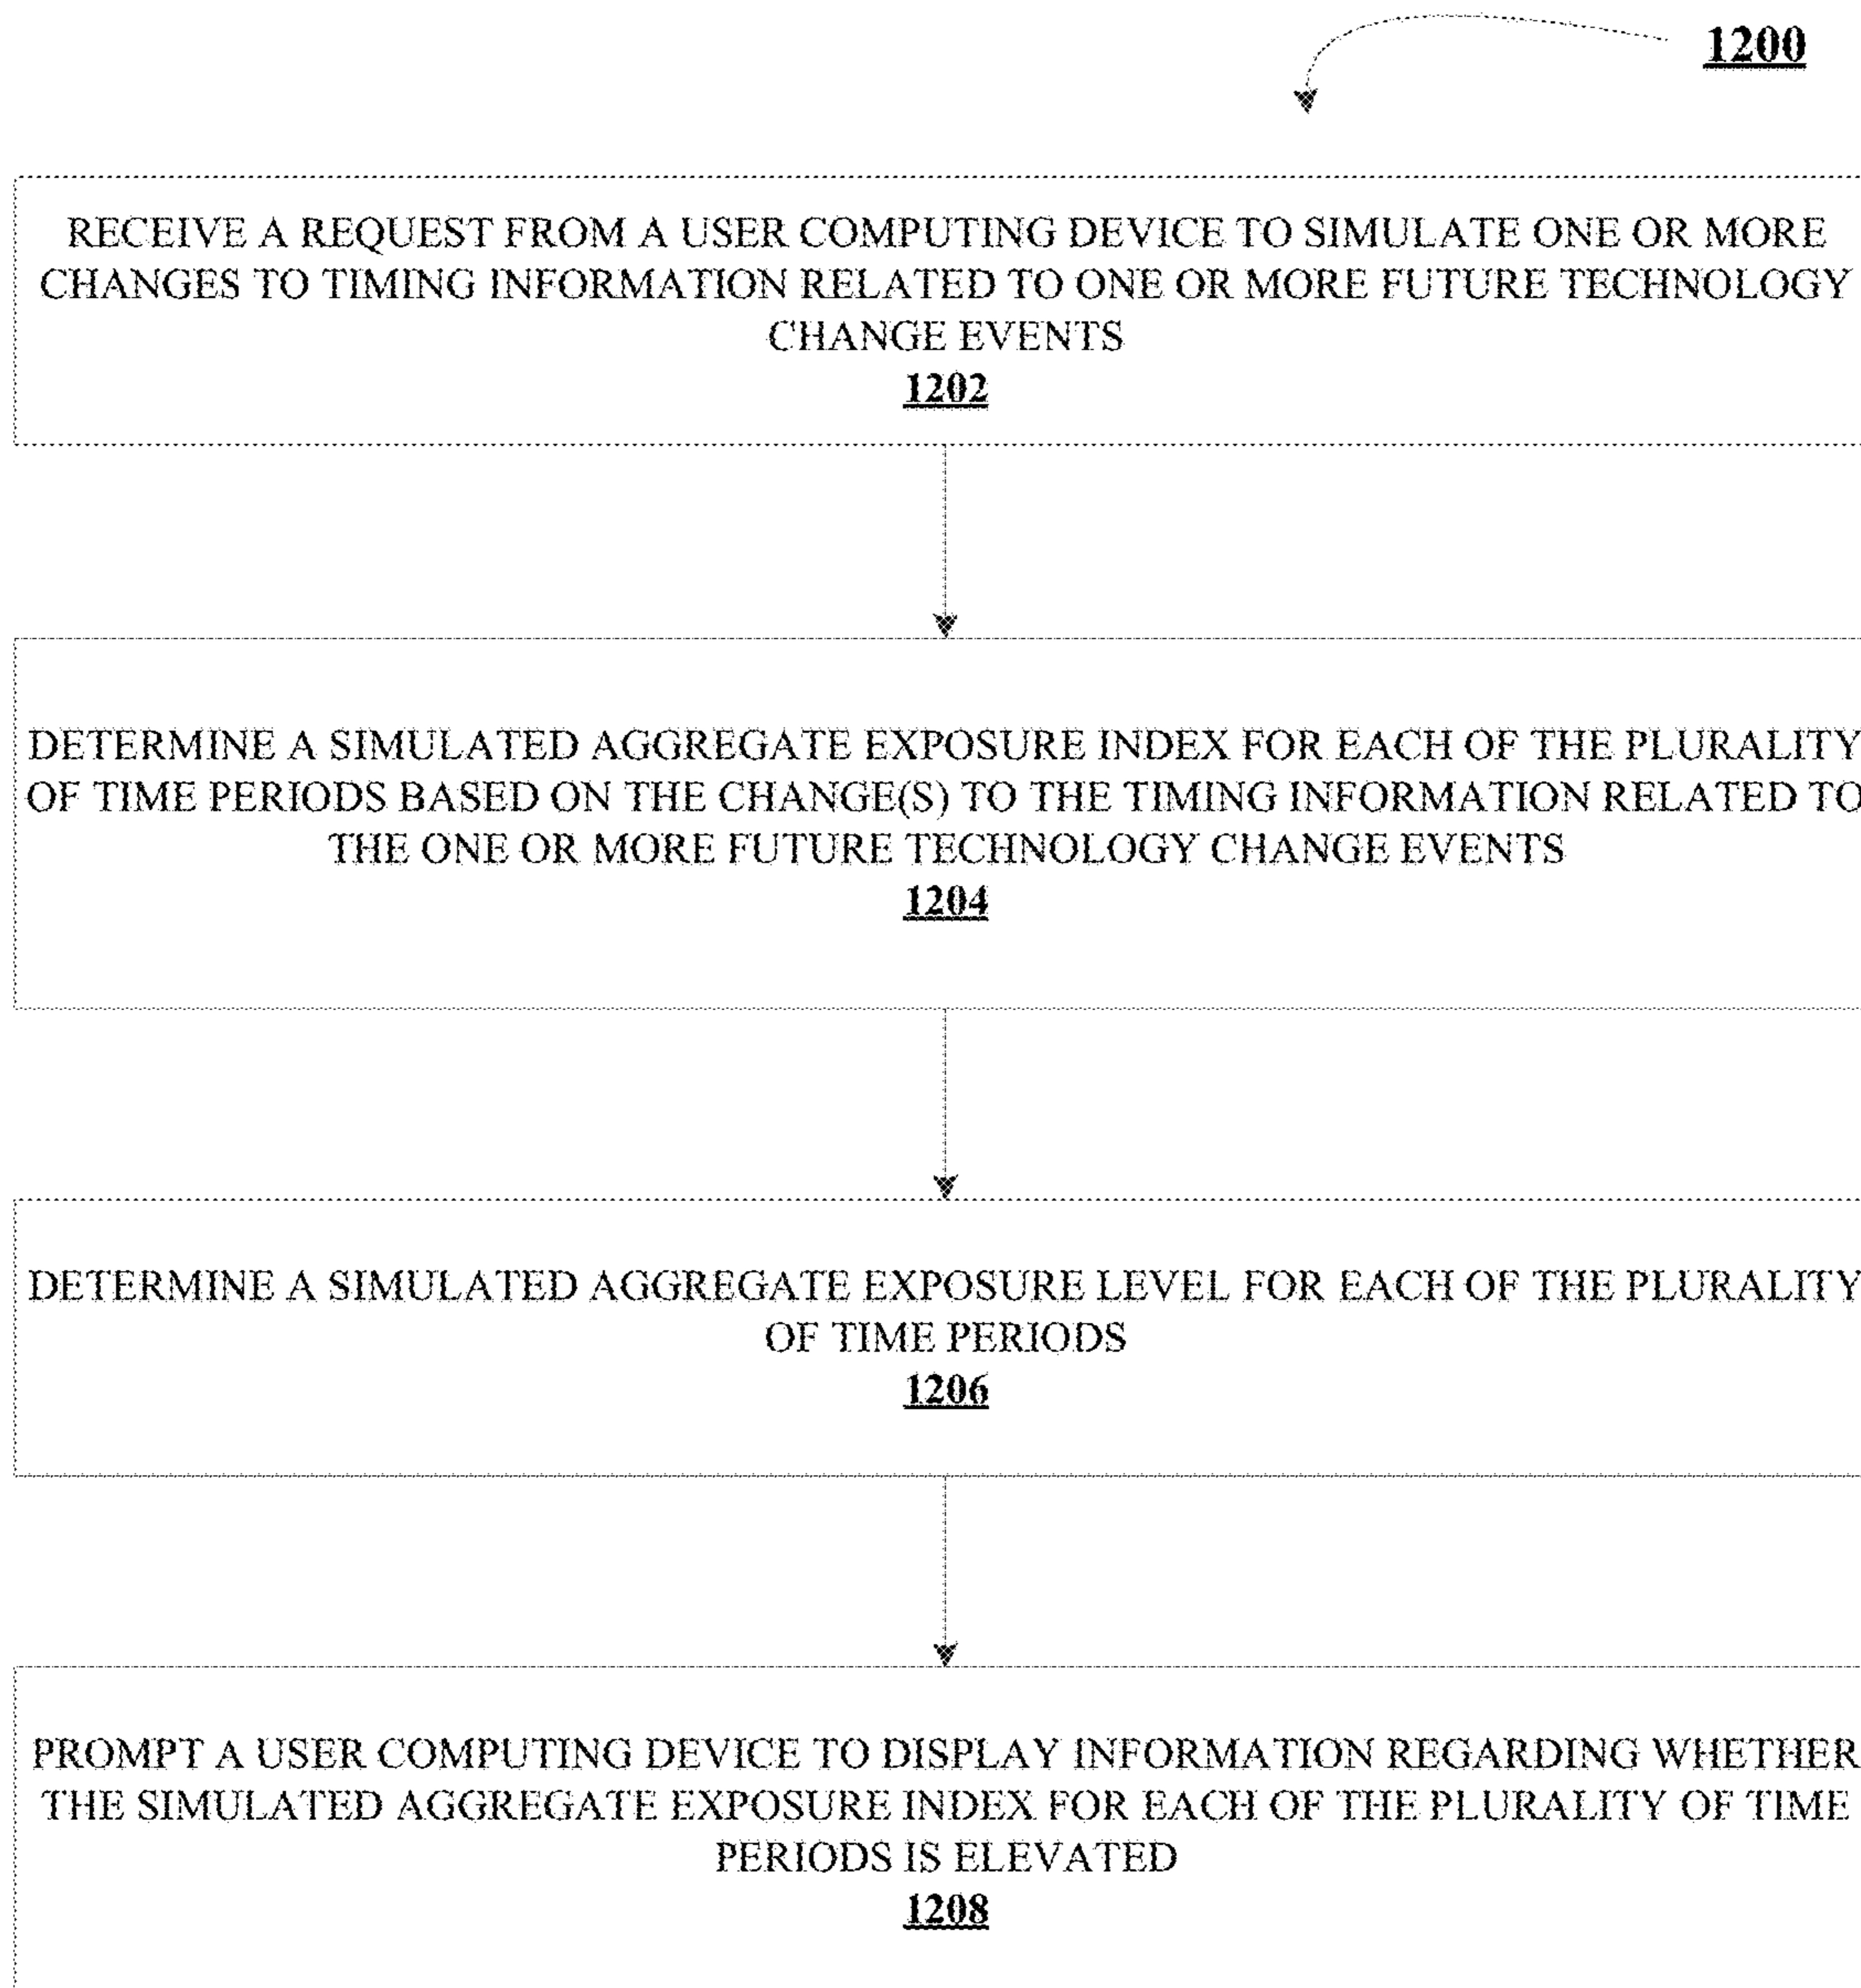 1200
RECEIVE A REQUEST FROM A USER COMPUTING DEVICE TO SIMULATE ONE OR MORE
CHANGES TO TIMING INFORMATION RELATED TO ONE OR MORE FUTURE TECHNOLOGY
CHANGE EVENTS
1202
DETERMINE A SIMULATED AGGREGATE EXPOSURE INDEX FOR EACH OF THE PLURALITY
OF TIME PERIODS BASED ON THE CHANGE(S) TO THE TIMING INFORMATION RELATED TO
THE ONE OR MORE FUTURE TECHNOLOGY CHANGE EVENTS
1204
DETERMINE A SIMULATED AGGREGATE EXPOSURE LEVEL FOR EACH OF THE PLURALITY
OF TIME PERIODS
1206
PROMPT A USER COMPUTING DEVICE TO DISPLAY INFORMATION REGARDING WHETHER
THE SIMULATED AGGREGATE EXPOSURE INDEX FOR EACH OF THE PLURALITY OF TIME
PERIODS IS ELEVATED
1208